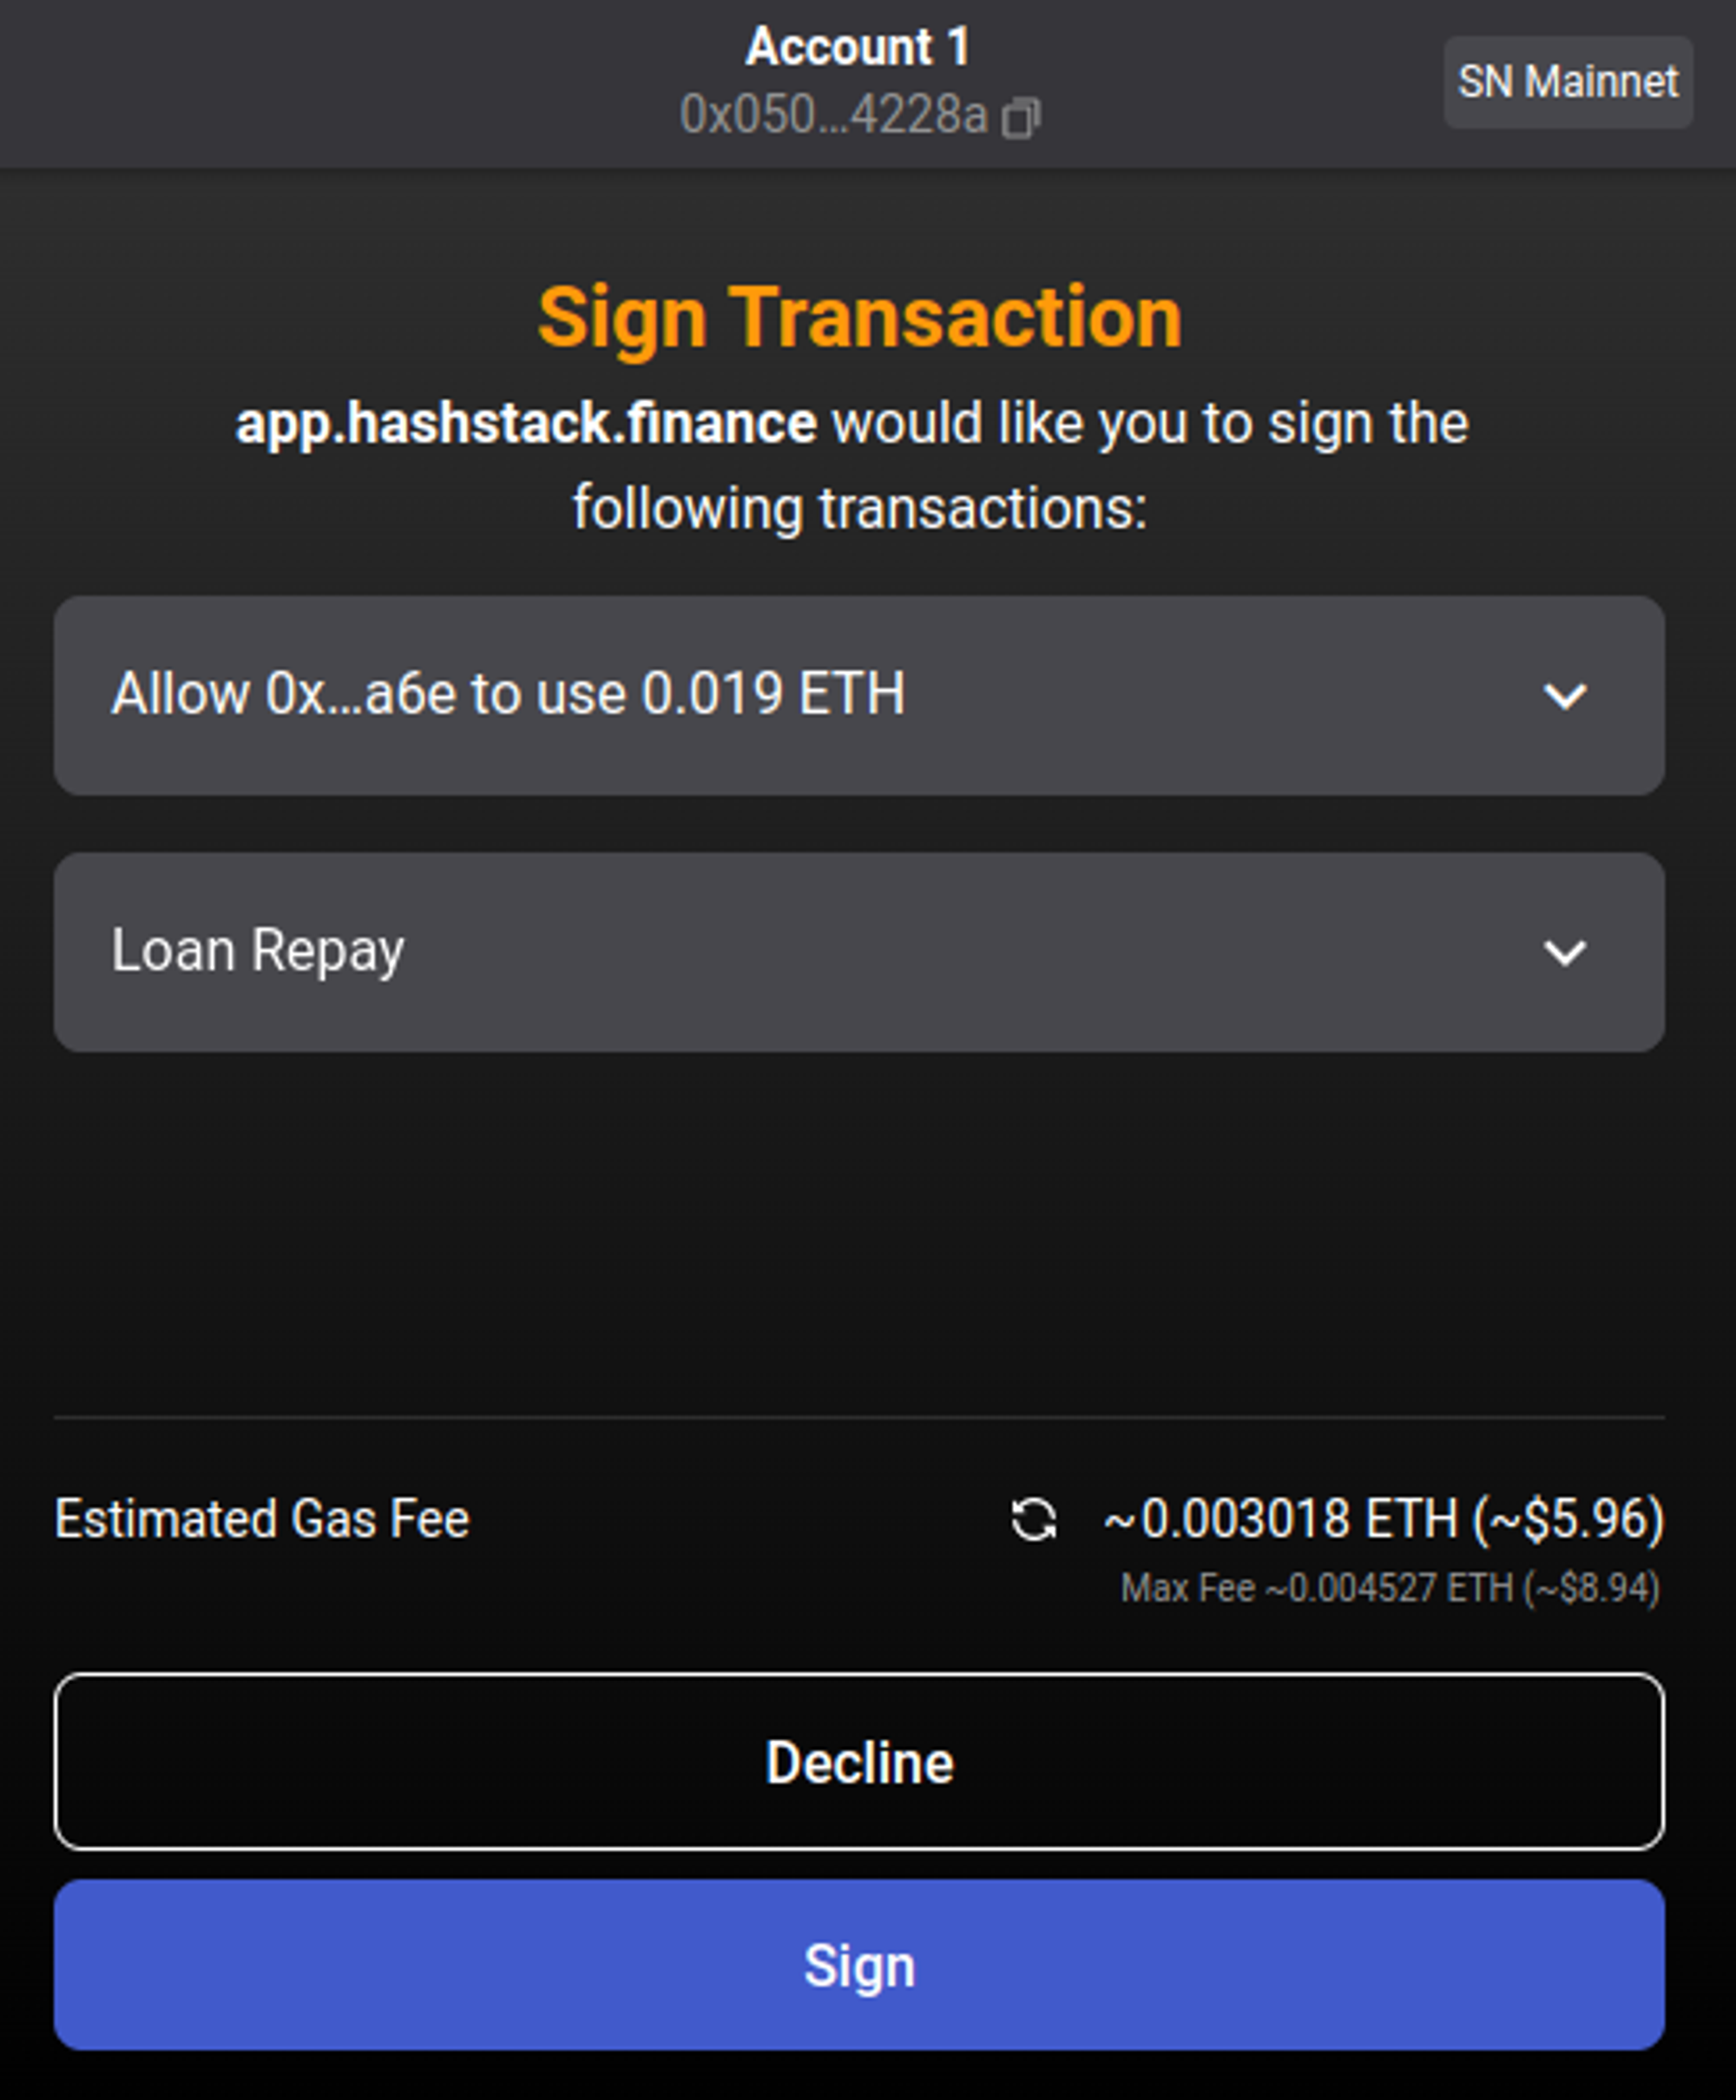 Account 1
0x050...4228a
SN Mainnet
Sign Transaction
app.hashstack.finance would like you to sign the
following transactions:
Allow 0x...a6e to use 0.019 ETH
Loan Repay
Estimated Gas Fee
~0.003018 ETH (~$5.96)
Max Fee ~0.004527 ETH (~$8.94)
Decline
Sign